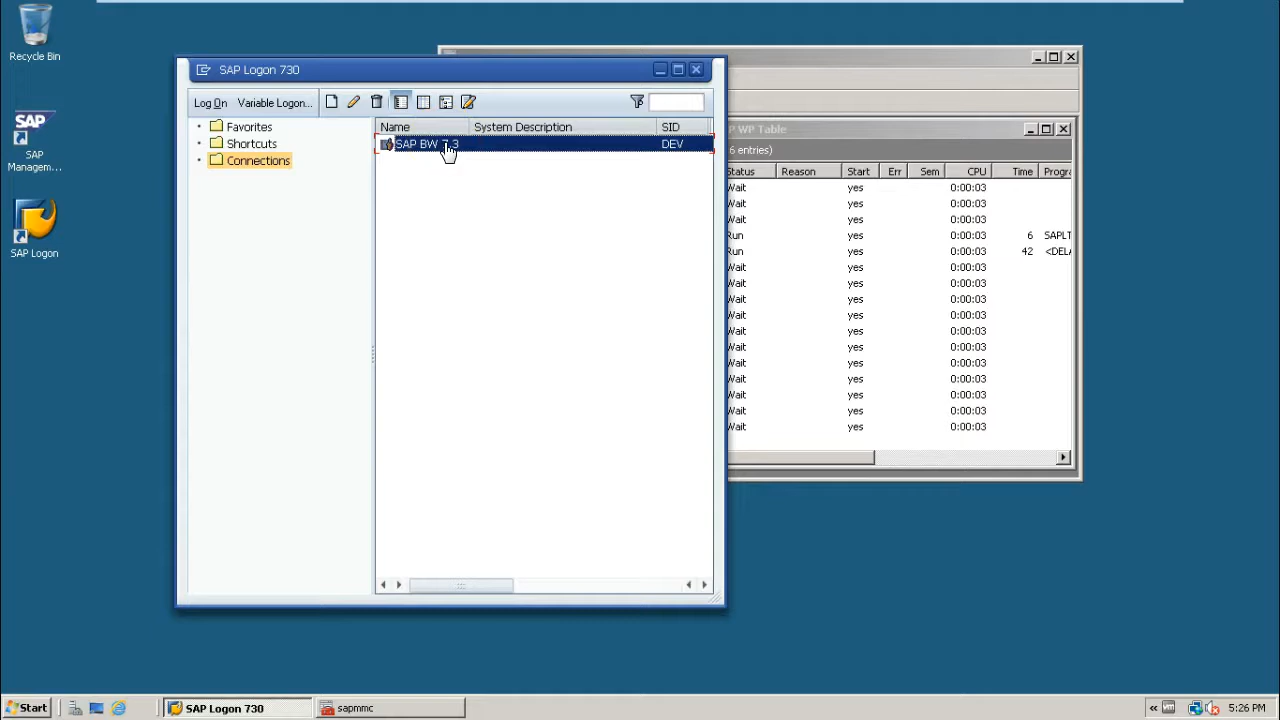 Recycle Bin
SAP
SAP
Managem...
SAP Logon
SAP Logon 730
Log On
Variable Logon...
Favorites
Shortcuts
Connections
Name
System Description
SID
SAP BW 7.3
DEV
WP Table
6 entries)
Status
Reason
Start
Err
Sem
CPU
Time
Progra
Wait yes 0:00:03
Wait yes 0:00:03
Wait yes 0:00:03
Run yes 0:00:03 6 SAPLT
Run yes 0:00:03 42 <DELA
Wait yes 0:00:03
Wait yes 0:00:03
Wait yes 0:00:03
Wait yes 0:00:03
Wait yes 0:00:03
Wait yes 0:00:03
Wait yes 0:00:03
Wait yes 0:00:03
Wait yes 0:00:03
Wait yes 0:00:03
Wait yes 0:00:03
Start
SAP Logon 730
sapmmc
5:26 PM